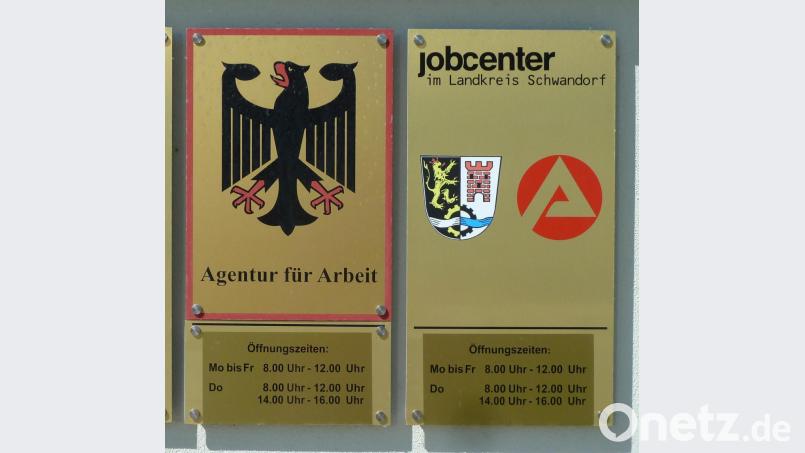 Agentur für Arbeit
Öffnungszeiten:
Mo bis Fr 8.00 Uhr - 12.00 Uhr
Do 8.00 Uhr - 12.00 Uhr
14.00 Uhr - 16.00 Uhr
jobcenter
im Landkreis Schwandorf
Öffnungszeiten:
Mo bis Fr 8.00 Uhr - 12.00 Uhr
Do 8.00 Uhr - 12.00 Uhr
14.00 Uhr - 16.00 Uhr
Onetz.de